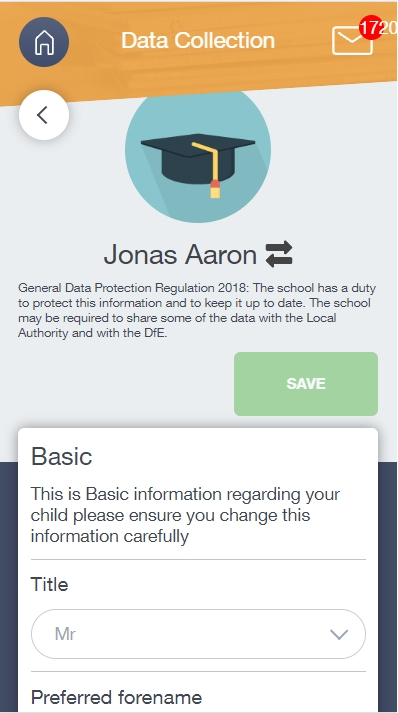 Data Collection
1720
Jonas Aaron
General Data Protection Regulation 2018: The school has a duty
to protect this information and to keep it up to date. The school
may be required to share some of the data with the Local
Authority and with the DfE.
SAVE
Basic
This is Basic information regarding your
child please ensure you change this
information carefully
Title
Mr
Preferred forename